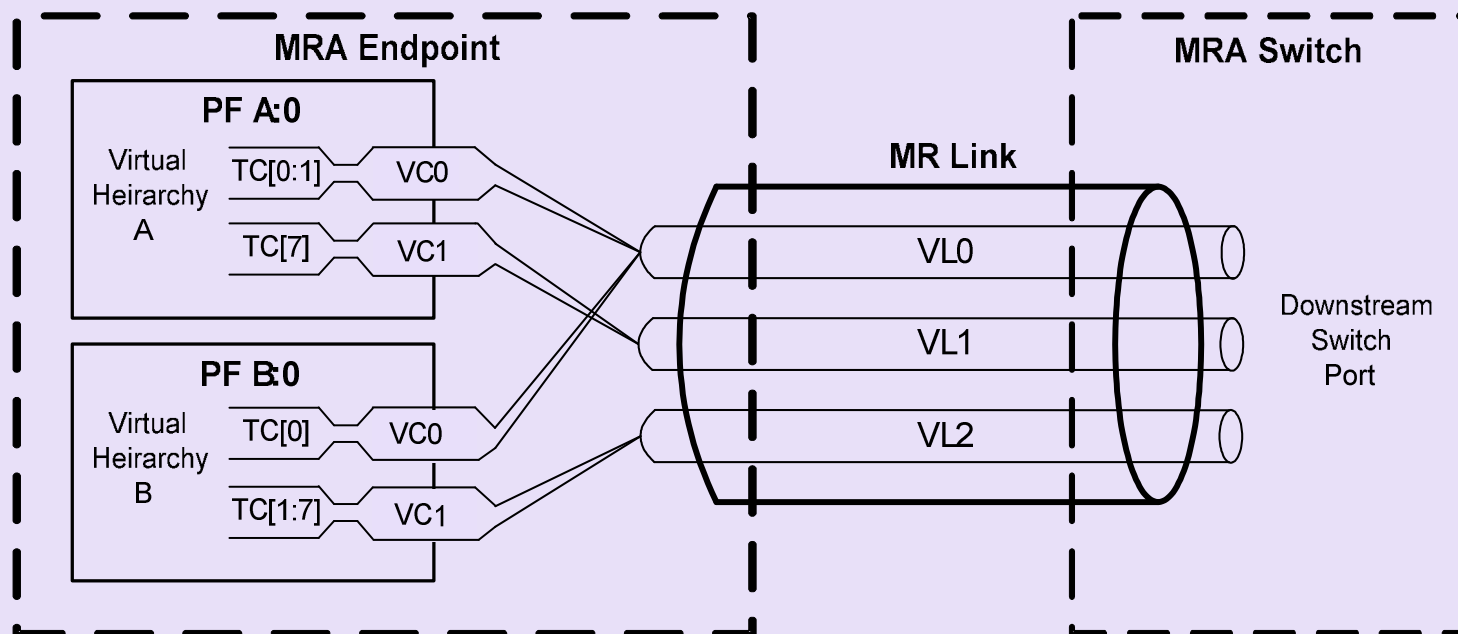 MRA Endpoint
MRA Switch
PF A:0
Virtual
Heirarchy
A
TC[0:1]
VC0
TC[7]
VC1
MR Link
VL0
VL1
VL2
Downstream
Switch
Port
PF B:0
Virtual
Heirarchy
B
TC[0]
VC0
TC[1:7]
VC1